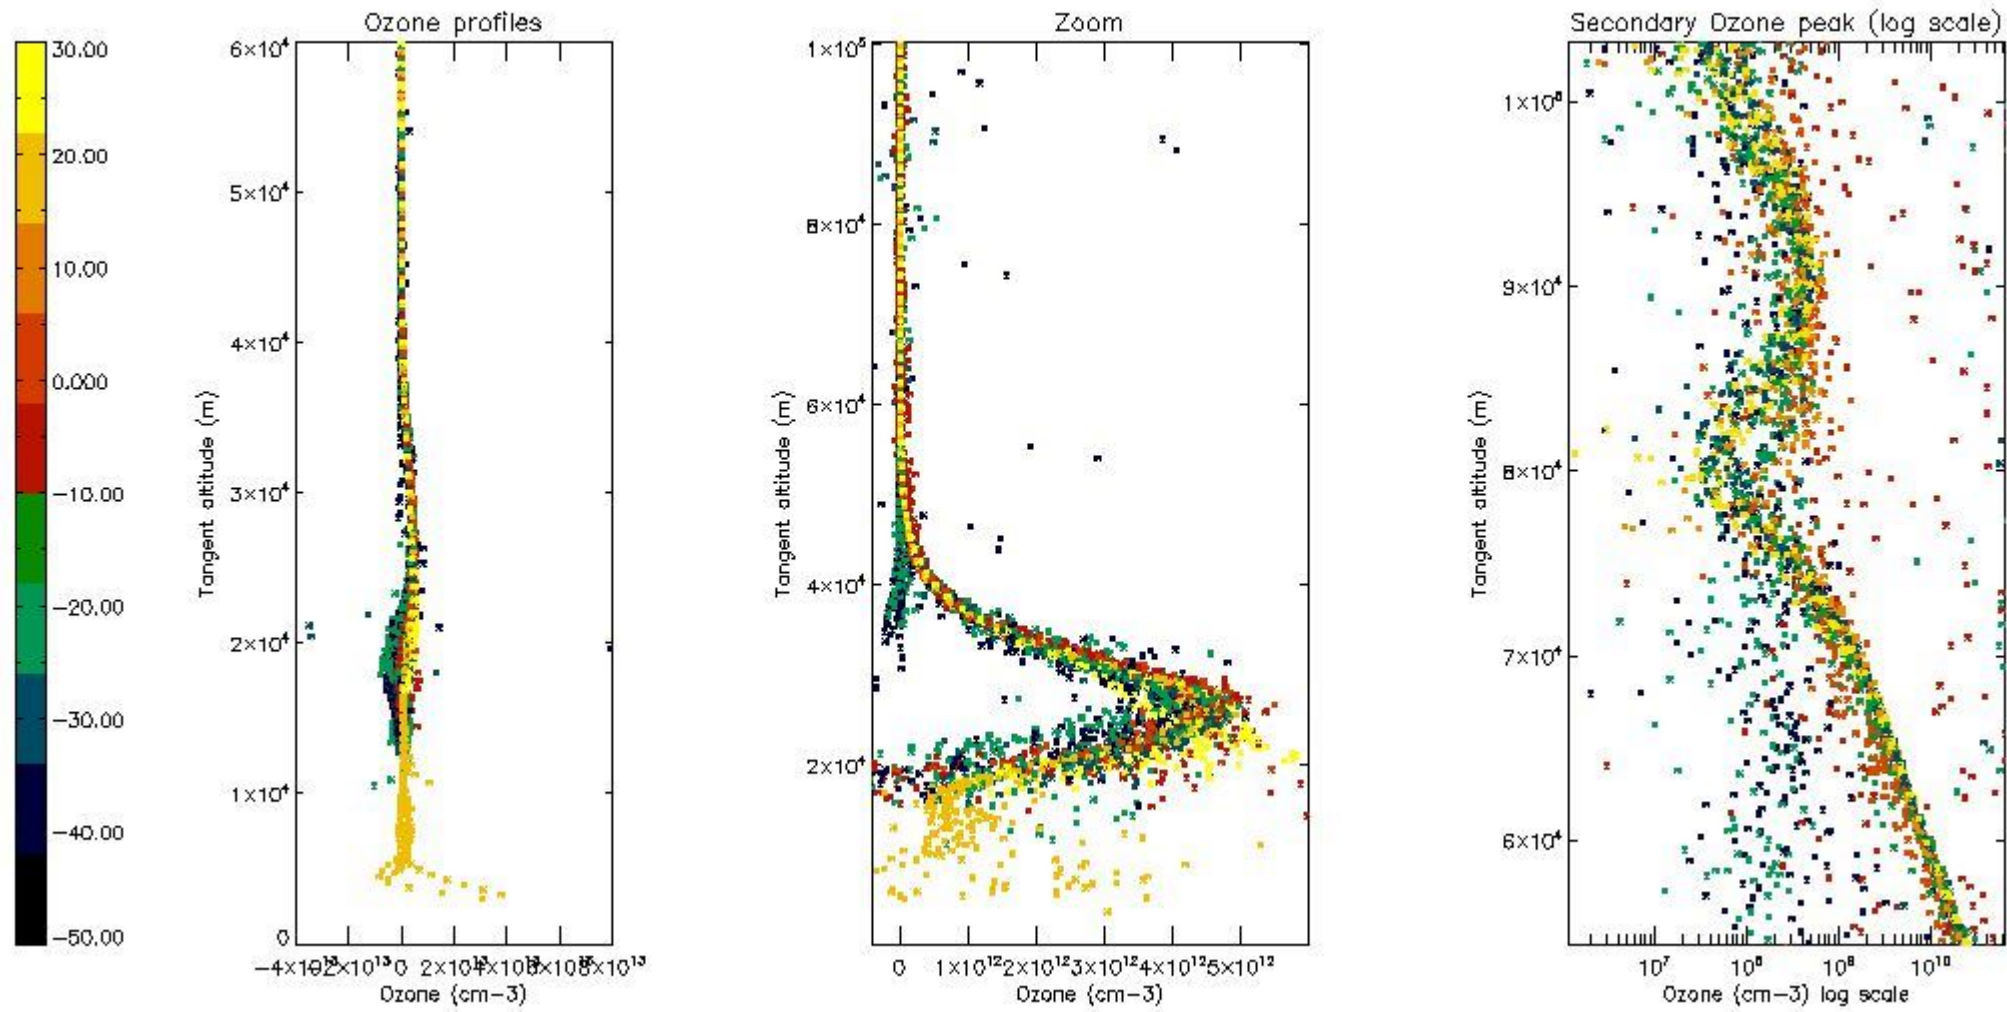 Ozone profiles
Zoom
Secondary Ozone peak (log scale)
30.00
20.00
10.00
0.000
−10.00
−20.00
−30.00
−40.00
−50.00
6×10⁴
5×10⁴
4×10⁴
3×10⁴
2×10⁴
1×10⁴
0
Tangent altitude (m)
0
Ozone (cm−3)
1×10⁵
8×10⁴
6×10⁴
4×10⁴
2×10⁴
Tangent altitude (m)
0 1×10¹² 2×10¹² 3×10¹² 4×10¹² 5×10¹²
Ozone (cm−3)
9×10⁴
8×10⁴
7×10⁴
6×10⁴
Tangent altitude (m)
10⁷ 10⁸ 10⁹ 10¹⁰
Ozone (cm−3) log scale